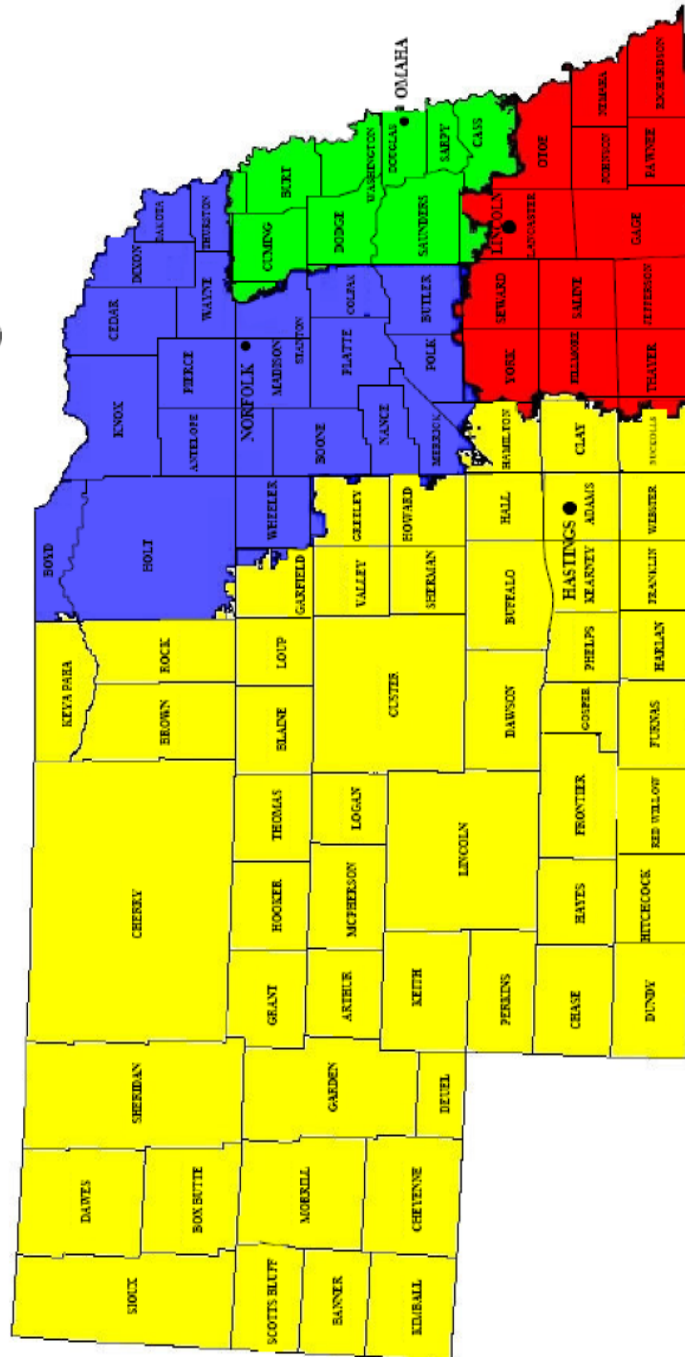 SIOUX
DAWES
SHERIDAN
CHERRY
KEYA PAHA
BOYD
BROWN
ROCK
HOLT
KNOX
CEDAR
DIXON
DAKOTA
BOX BUTTE
ANTELOPE
PIERCE
WAYNE
THURSTON
SCOTTS BLUFF
MORRILL
GARDEN
GRANT
HOOKER
THOMAS
BLAINE
LOUP
GARFIELD
WHEELER
NORFOLK
MADISON
STANTON
CUMING
BURT
BANNER
ARTHUR
MCPHERSON
LOGAN
CUSTER
VALLEY
GREELEY
BOONE
PLATTE
COLFAX
DODGE
WASHINGTON
KIMBALL
CHEYENNE
DEUEL
KEITH
LINCOLN
SHERMAN
HOWARD
NANCE
MERRICK
POLK
BUTLER
SAUNDERS
DOUGLAS
OMAHA
SARPY
CASS
PERKINS
DAWSON
BUFFALO
HALL
HAMILTON
YORK
SEWARD
LINCOLN
LANCASTER
OTOE
CHASE
HAYES
FRONTIER
GOSPER
PHELPS
KEARNEY
HASTINGS
ADAMS
CLAY
FILLMORE
SALINE
JOHNSON
NEMAHA
DUNDY
HITCHCOCK
RED WILLOW
FURNAS
HARLAN
FRANKLIN
WEBSTER
NUCKOLLS
THAYER
JEFFERSON
GAGE
PAWNEE
RICHARDSON